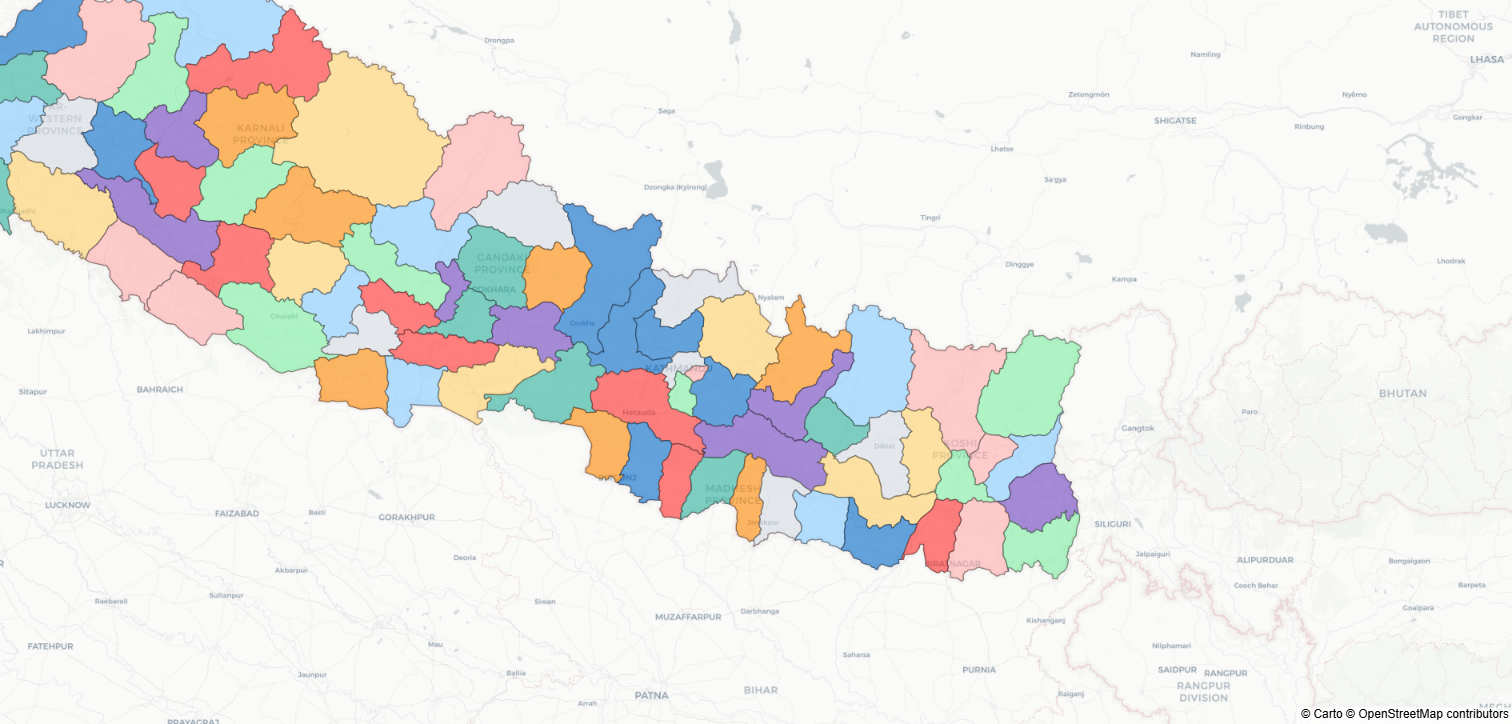 TIBET
AUTONOMOUS
REGION
LHASA
Drongpa
Namling
Zetongmön
Nyêmo
Saga
SHIGATSE
Rinbung
Gongkar
WESTERN
PROVINCE
KARNALI
PROVINCE
Lhatse
Sa'gya
Dzongka (Kyirong)
Tingri
Lhodrak
GANDAKI
PROVINCE
Dinggye
Kampa
POKHARA
Nyalam
Ghorahi
Gorkha
Lakhimpur
KATHMANDU
Sitapur
BAHRAICH
BHUTAN
Hetauda
Paro
Gangtok
Diktel
KOSHI
PROVINCE
UTTAR
PRADESH
BIRGUNJ
MADHESH
PROVINCE
LUCKNOW
FAIZABAD
Basti
GORAKHPUR
Janakpur
SILIGURI
Deoria
Jalpaiguri
ALIPURDUAR
Bongaigaon
Akbarpur
BIRATNAGAR
Cooch Behar
Barpeta
Raebareli
Sultanpur
Siwan
MUZAFFARPUR
Darbhanga
Kishanganj
Goalpara
FATEHPUR
Mau
Saharsa
Nilphamari
Jaunpur
Ballia
PURNIA
SAIDPUR
RANGPUR
RANGPUR
DIVISION
PATNA
BIHAR
Raiganj
Arrah
PRAYAGRAJ
© Carto © OpenStreetMap contributors